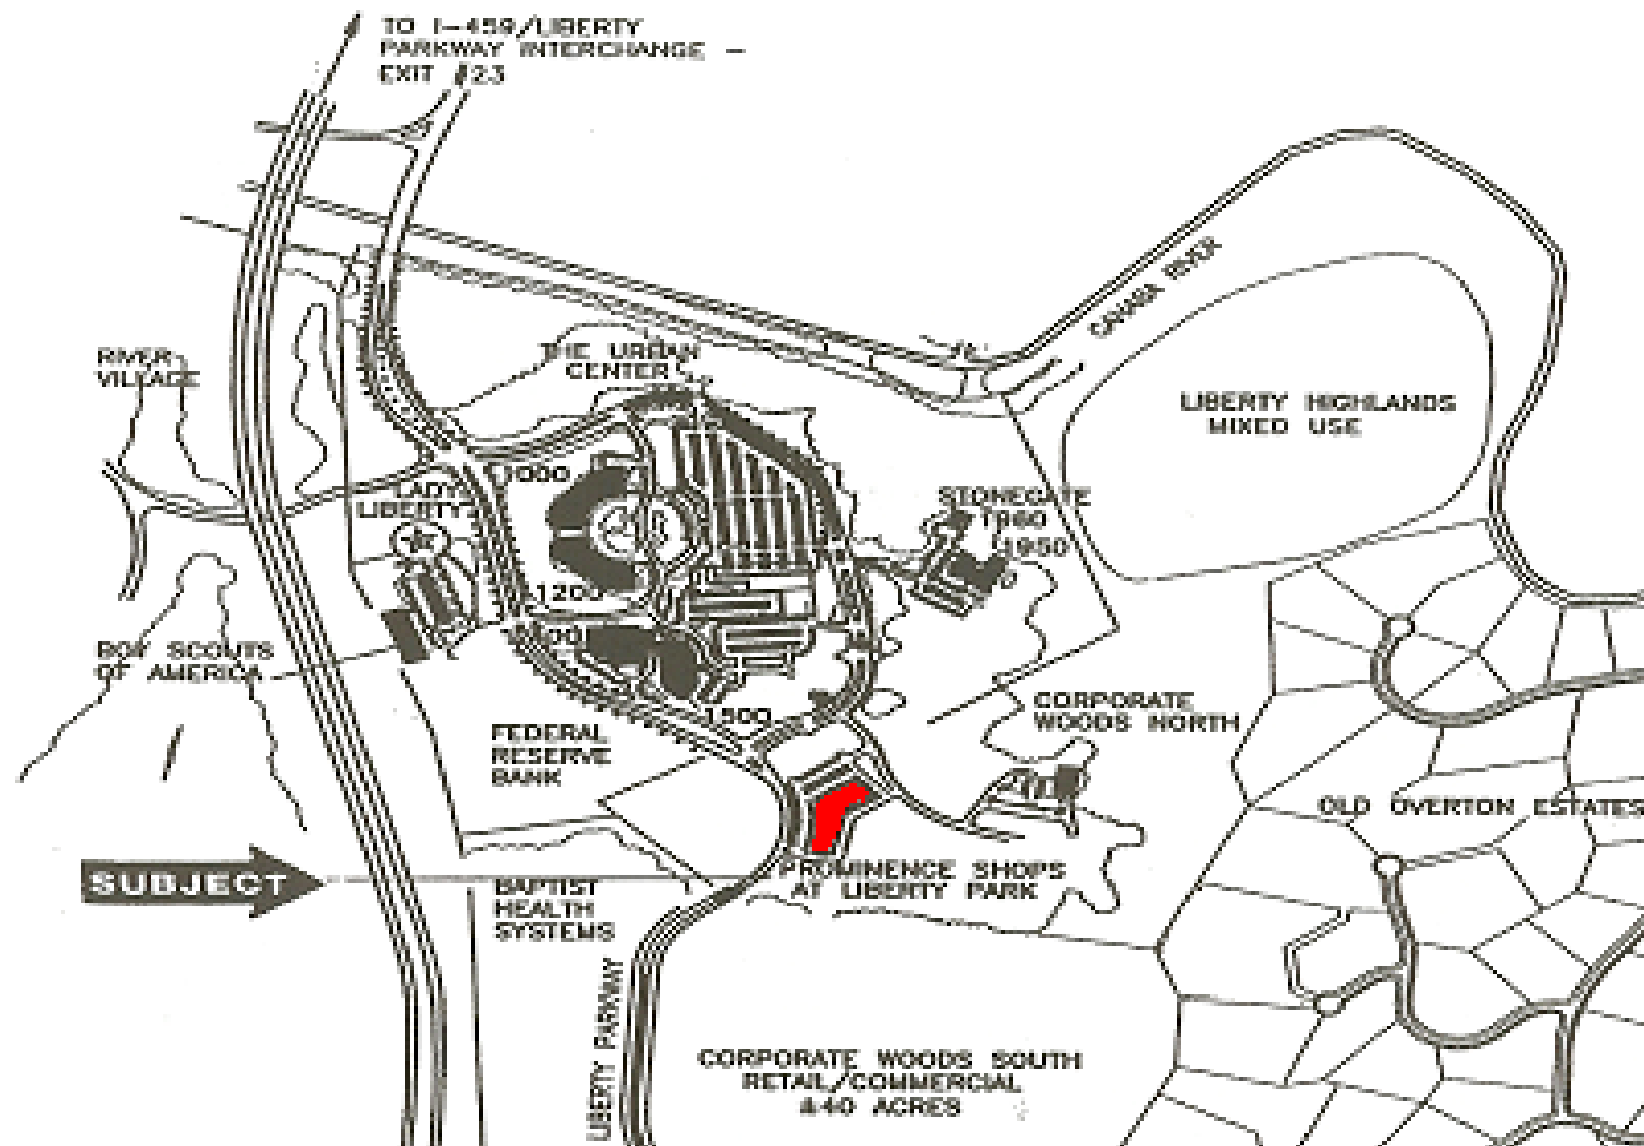 TO I-459/LIBERTY
PARKWAY INTERCHANGE -
EXIT #23
CAHABA RIVER
RIVER
VILLAGE
THE URBAN
CENTER
LIBERTY HIGHLANDS
MIXED USE
1000
LADY
LIBERTY
STONEGATE
1960
1950
1200
BOY SCOUTS
OF AMERICA
1500
CORPORATE
WOODS NORTH
FEDERAL
RESERVE
BANK
OLD OVERTON ESTATES
SUBJECT
PROMINENCE SHOPS
AT LIBERTY PARK
BAPTIST
HEALTH
SYSTEMS
LIBERTY PARKWAY
CORPORATE WOODS SOUTH
RETAIL/COMMERCIAL
±40 ACRES